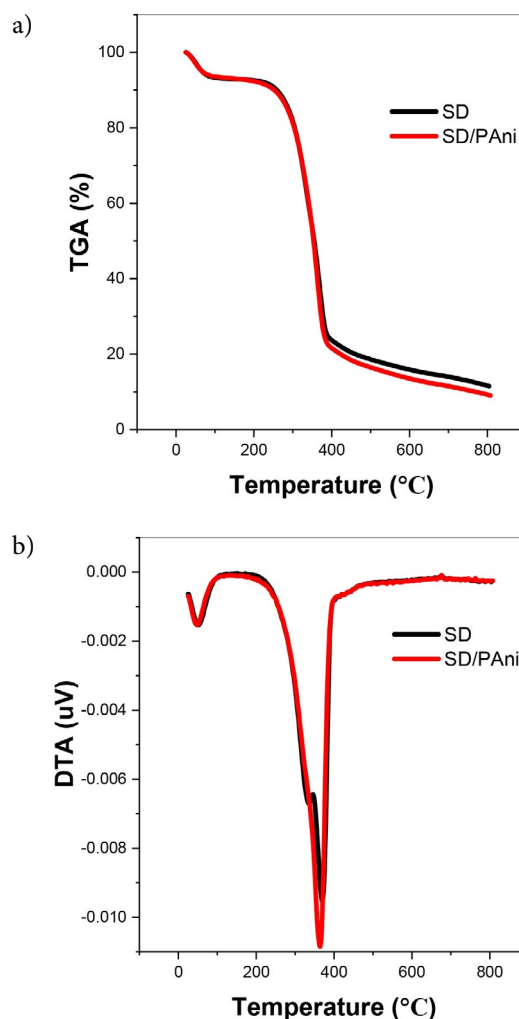 a)
100
80
60
40
20
0
TGA (%)
SD
SD/PAni
0 200 400 600 800
Temperature (°C)
b)
0.000
-0.002
-0.004
-0.006
-0.008
-0.010
DTA (uV)
SD
SD/PAni
0 200 400 600 800
Temperature (°C)